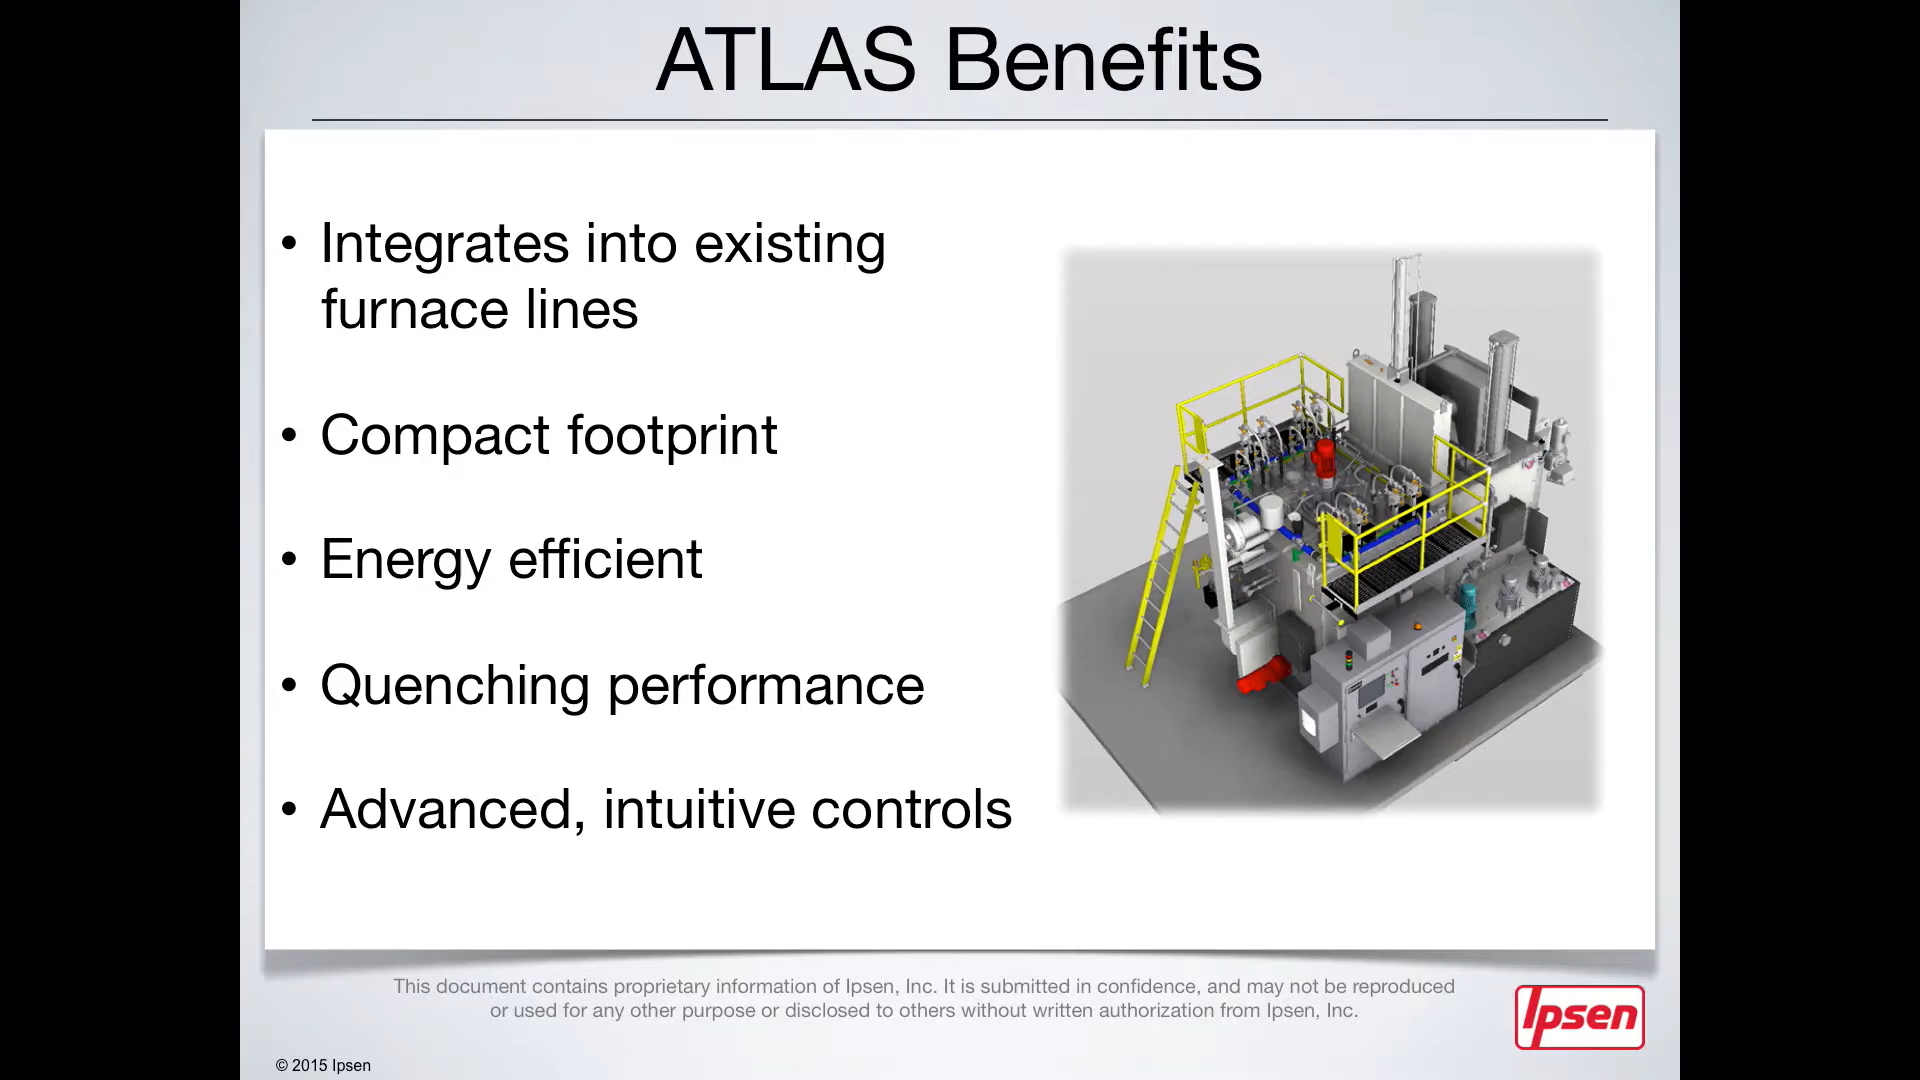 ATLAS Benefits
• Integrates into existing
furnace lines
• Compact footprint
• Energy efficient
• Quenching performance
• Advanced, intuitive controls
This document contains proprietary information of Ipsen, Inc. It is submitted in confidence, and may not be reproduced
or used for any other purpose or disclosed to others without written authorization from Ipsen, Inc.
Ipsen
© 2015 Ipsen